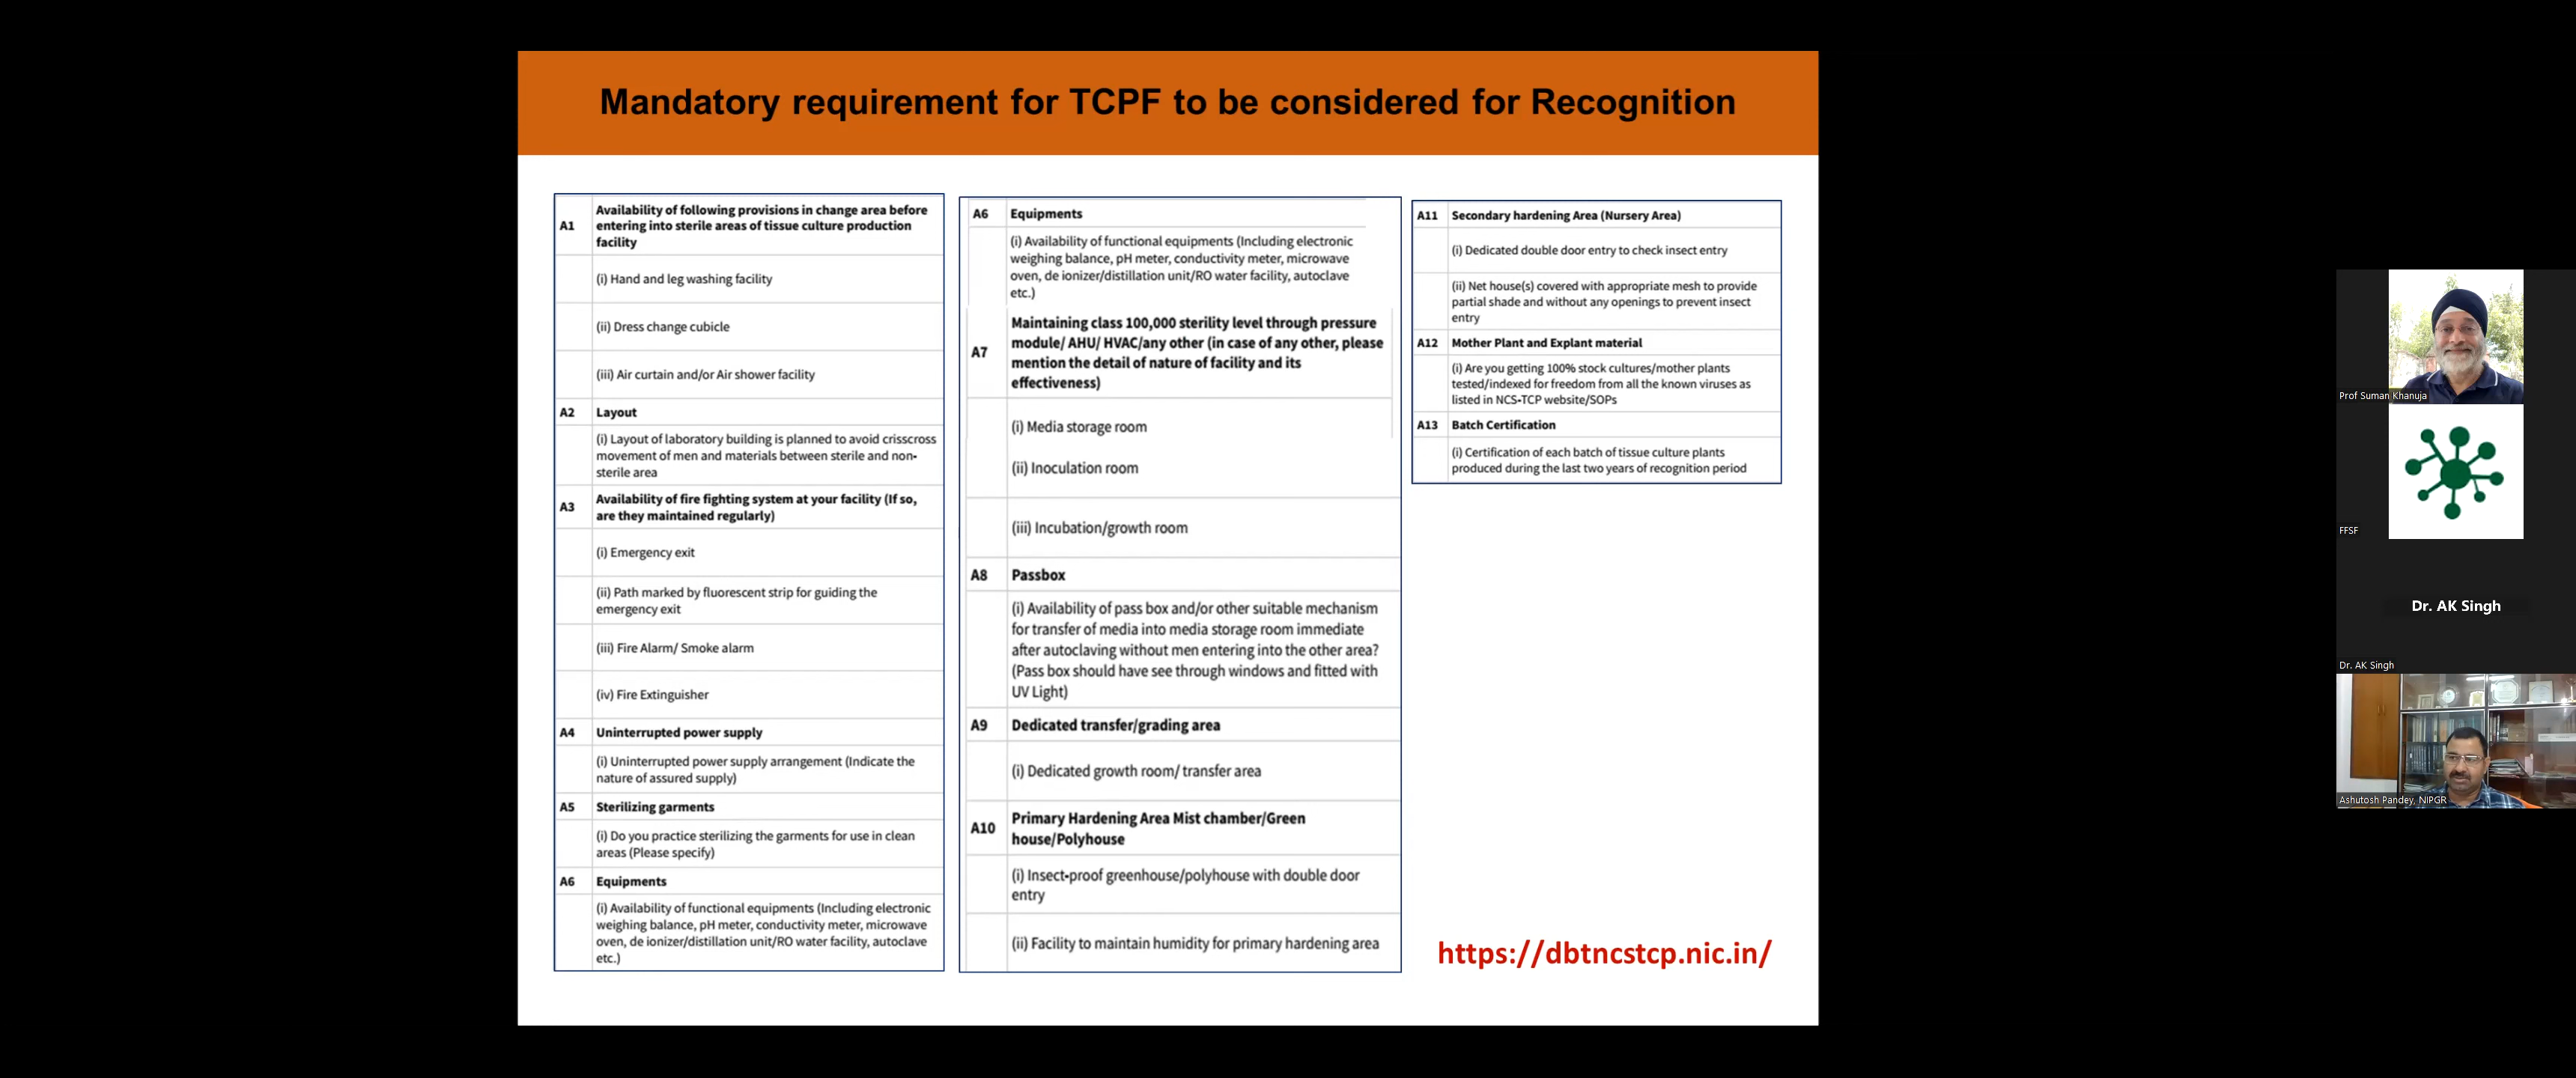 Mandatory requirement for TCPF to be considered for Recognition
A1
Availability of following provisions in change area before
entering into sterile areas of tissue culture production
facility
(i) Hand and leg washing facility
(ii) Dress change cubicle
(iii) Air curtain and/or Air shower facility
A2 Layout
(i) Layout of laboratory building is planned to avoid crisscross
movement of men and materials between sterile and non-
sterile area
A3
Availability of fire fighting system at your facility (If so,
are they maintained regularly)
(i) Emergency exit
(ii) Path marked by fluorescent strip for guiding the
emergency exit
(iii) Fire Alarm/ Smoke alarm
(iv) Fire Extinguisher
A4 Uninterrupted power supply
(i) Uninterrupted power supply arrangement (Indicate the
nature of assured supply)
A5 Sterilizing garments
(i) Do you practice sterilizing the garments for use in clean
areas (Please specify)
A6 Equipments
(i) Availability of functional equipments (Including electronic
weighing balance, pH meter, conductivity meter, microwave
oven, de ionizer/distillation unit/RO water facility, autoclave
etc.)
A6 Equipments
(i) Availability of functional equipments (Including electronic
weighing balance, pH meter, conductivity meter, microwave
oven, de ionizer/distillation unit/RO water facility, autoclave
etc.)
A7
Maintaining class 100,000 sterility level through pressure
module/ AHU/ HVAC/any other (in case of any other, please
mention the detail of nature of facility and its
effectiveness)
(i) Media storage room
(ii) Inoculation room
(iii) Incubation/growth room
A8 Passbox
(i) Availability of pass box and/or other suitable mechanism
for transfer of media into media storage room immediate
after autoclaving without men entering into the other area?
(Pass box should have see through windows and fitted with
UV Light)
A9 Dedicated transfer/grading area
(i) Dedicated growth room/ transfer area
A10
Primary Hardening Area Mist chamber/Green
house/Polyhouse
(i) Insect-proof greenhouse/polyhouse with double door
entry
(ii) Facility to maintain humidity for primary hardening area
A11 Secondary hardening Area (Nursery Area)
(i) Dedicated double door entry to check insect entry
(ii) Net house(s) covered with appropriate mesh to provide
partial shade and without any openings to prevent insect
entry
A12 Mother Plant and Explant material
(i) Are you getting 100% stock cultures/mother plants
tested/indexed for freedom from all the known viruses as
listed in NCS-TCP website/SOPs
A13 Batch Certification
(i) Certification of each batch of tissue culture plants
produced during the last two years of recognition period
https://dbtncstcp.nic.in/
Prof Suman Khanuja
FFSF
Dr. AK Singh
Dr. AK Singh
Ashutosh Pandey, NIPGR